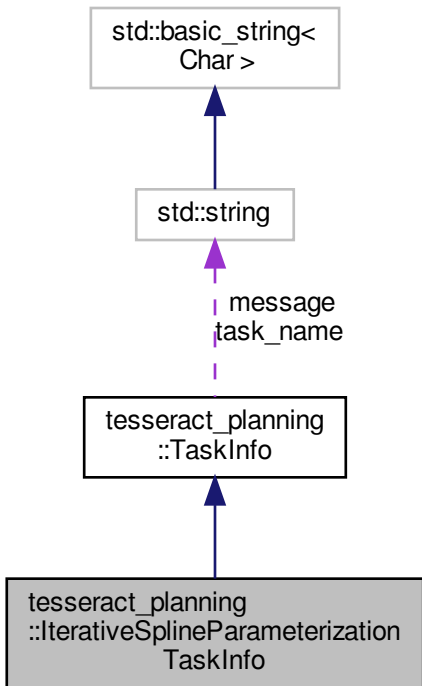 std::basic_string<
Char >
std::string
message
task_name
tesseract_planning
::TaskInfo
tesseract_planning
::IterativeSplineParameterization
TaskInfo